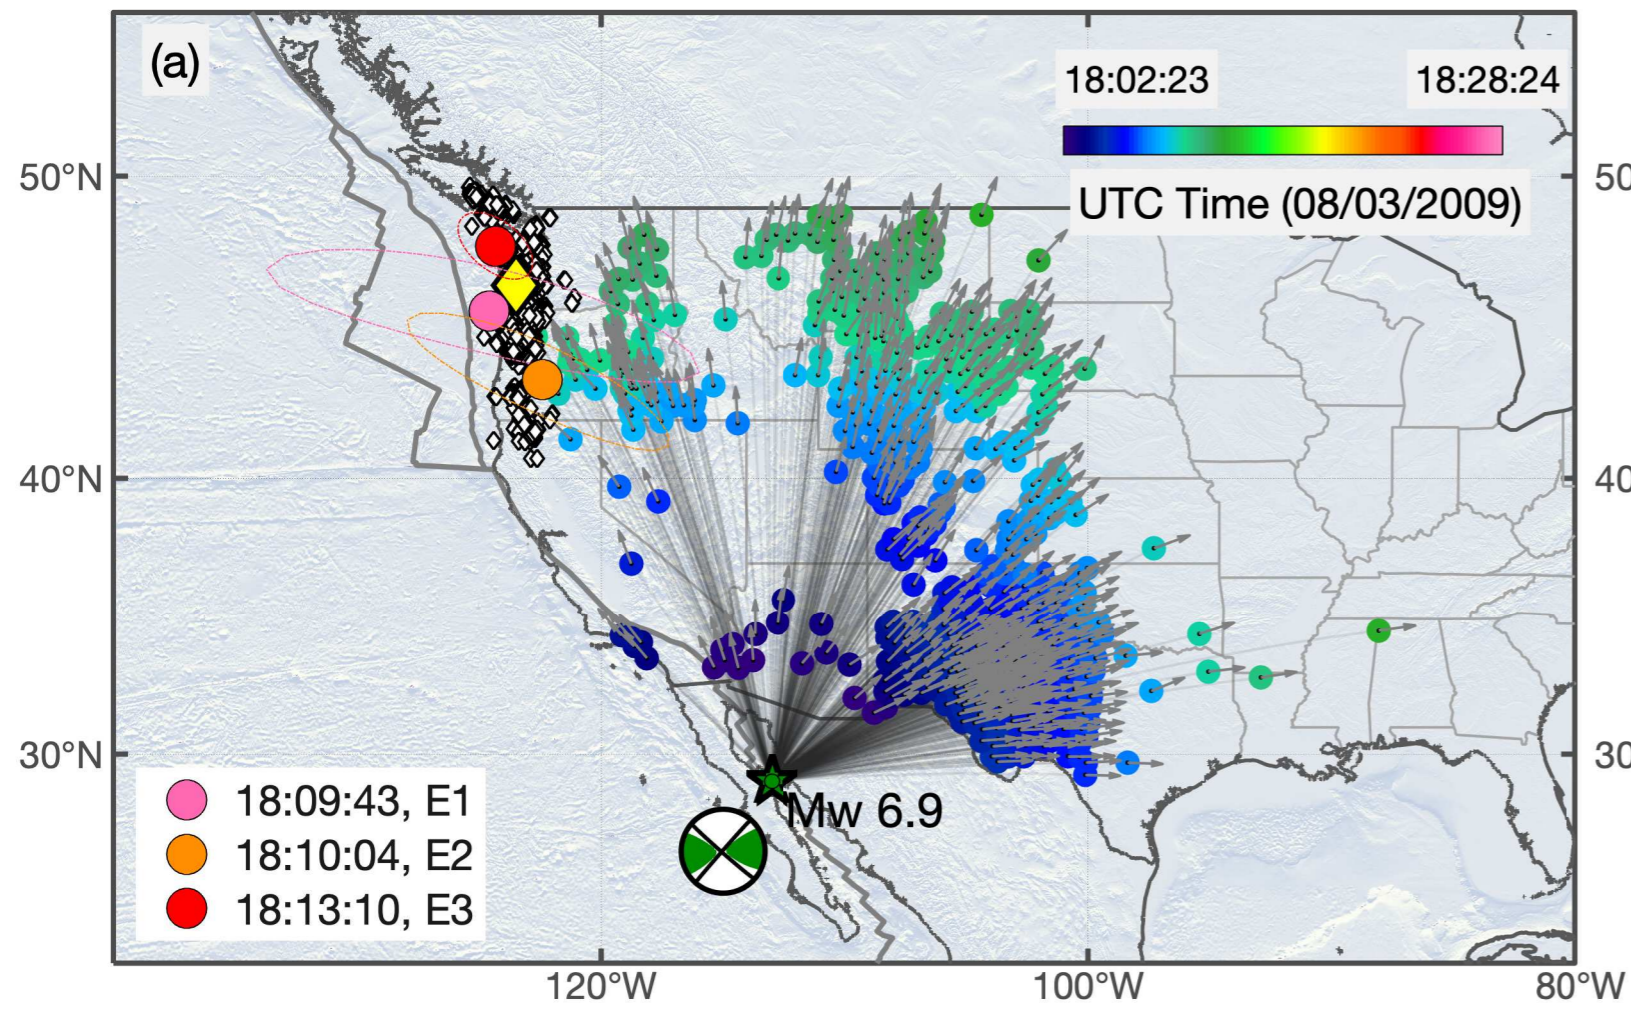 (a)
18:02:23 18:28:24
UTC Time (08/03/2009)
50°N 50
40°N 40
30°N 30
Mw 6.9
18:09:43, E1
18:10:04, E2
18:13:10, E3
120°W 100°W 80°W